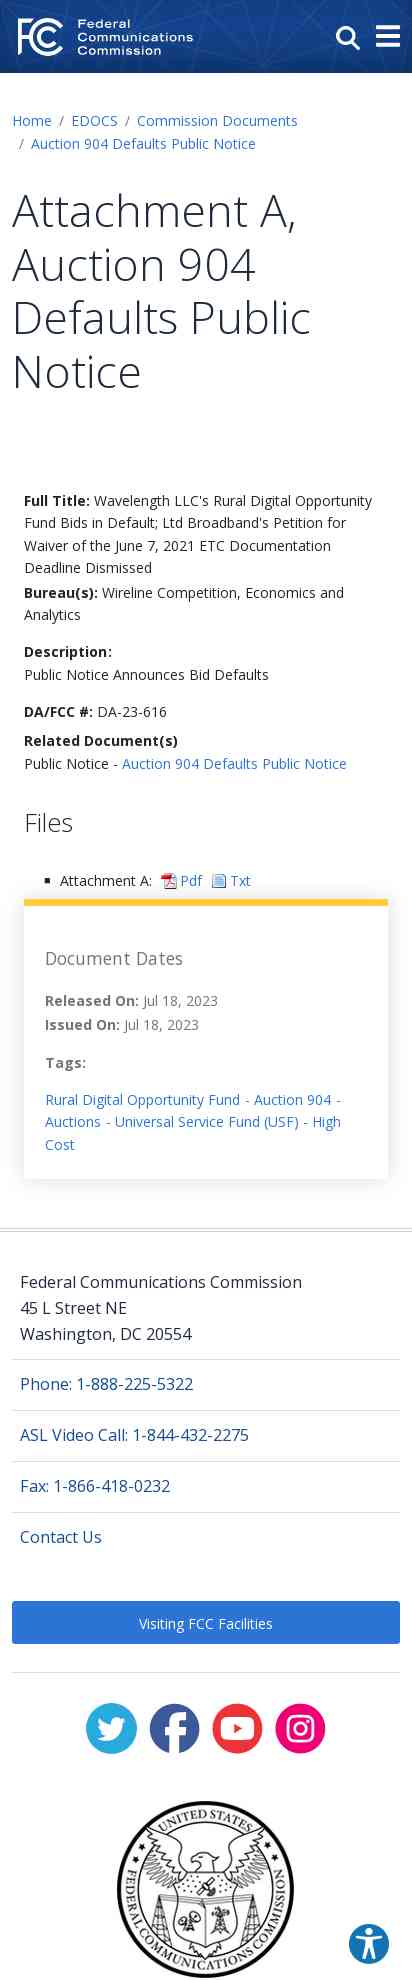 Federal
Communications
Commission
Home / EDOCS / Commission Documents
/ Auction 904 Defaults Public Notice
Attachment A,
Auction 904
Defaults Public
Notice
Full Title: Wavelength LLC's Rural Digital Opportunity
Fund Bids in Default; Ltd Broadband's Petition for
Waiver of the June 7, 2021 ETC Documentation
Deadline Dismissed
Bureau(s): Wireline Competition, Economics and
Analytics
Description:
Public Notice Announces Bid Defaults
DA/FCC #: DA-23-616
Related Document(s)
Public Notice - Auction 904 Defaults Public Notice
Files
Attachment A: Pdf Txt
Document Dates
Released On: Jul 18, 2023
Issued On: Jul 18, 2023
Tags:
Rural Digital Opportunity Fund - Auction 904 -
Auctions - Universal Service Fund (USF) - High
Cost
Federal Communications Commission
45 L Street NE
Washington, DC 20554
Phone: 1-888-225-5322
ASL Video Call: 1-844-432-2275
Fax: 1-866-418-0232
Contact Us
Visiting FCC Facilities
UNITED STATES
FEDERAL COMMUNICATIONS COMMISSION